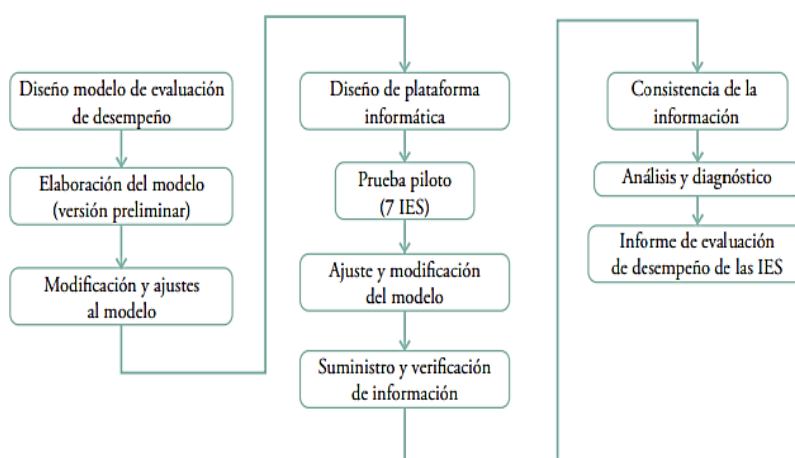 Diseño modelo de evaluación
de desempeño
Elaboración del modelo
(versión preliminar)
Modificación y ajustes
al modelo
Diseño de plataforma
informática
Prueba piloto
(7 IES)
Ajuste y modificación
del modelo
Suministro y verificación
de información
Consistencia de la
información
Análisis y diagnóstico
Informe de evaluación
de desempeño de las IES